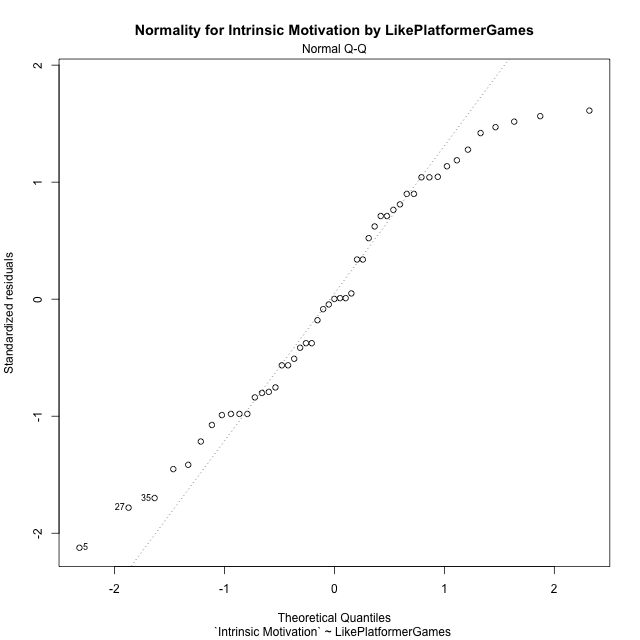 Normality for Intrinsic Motivation by LikePlatformerGames
Normal Q-Q
2
1
0
-1
-2
Standardized residuals
35
27
5
-2 -1 0 1 2
Theoretical Quantiles
`Intrinsic Motivation` ~ LikePlatformerGames